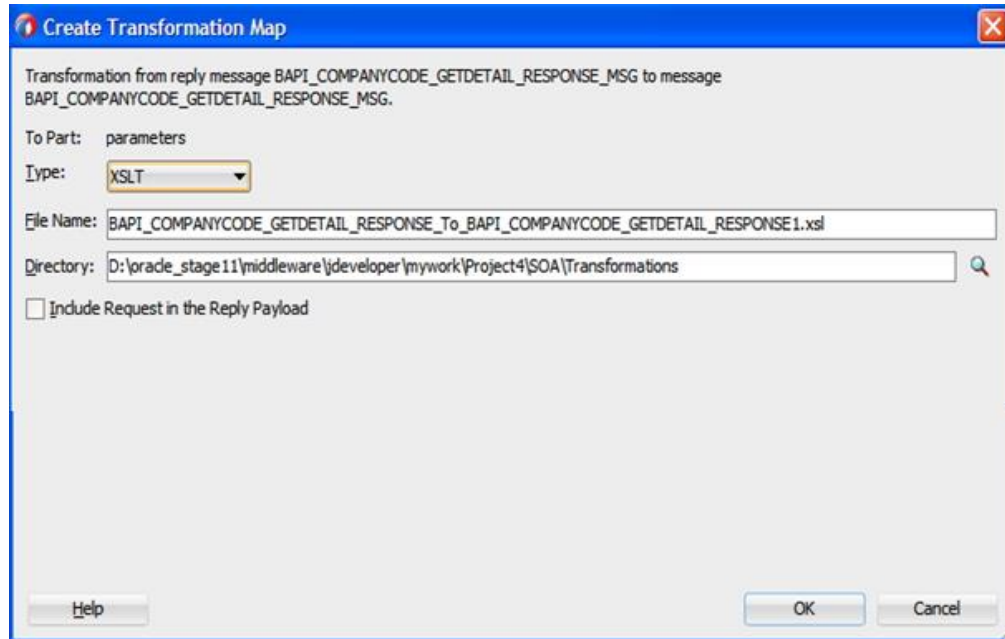 Create Transformation Map
Transformation from reply message BAPI_COMPANYCODE_GETDETAIL_RESPONSE_MSG to message
BAPI_COMPANYCODE_GETDETAIL_RESPONSE_MSG.
To Part: parameters
Type: XSLT
File Name: BAPI_COMPANYCODE_GETDETAIL_RESPONSE_To_BAPI_COMPANYCODE_GETDETAIL_RESPONSE1.xsl
Directory: D:\oracle_stage11\middleware\jdeveloper\mywork\Project4\SOA\Transformations
Include Request in the Reply Payload
Help OK Cancel